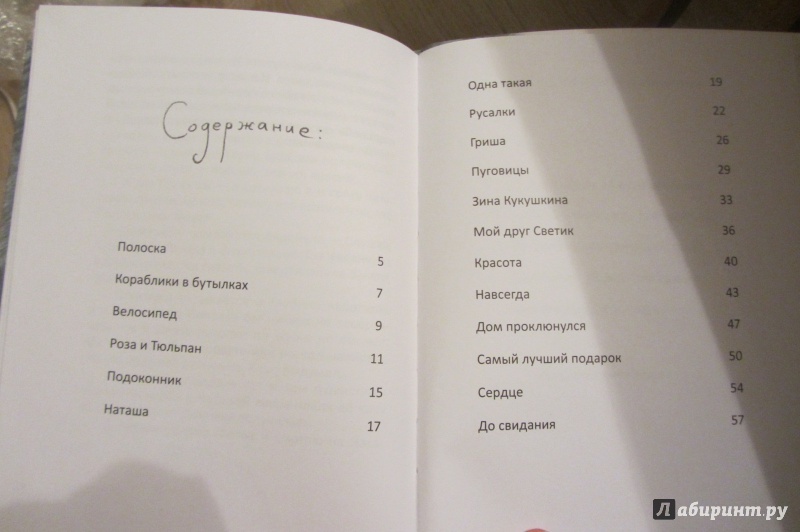 Содержание:
Полоска 5
Кораблики в бутылках 7
Велосипед 9
Роза и Тюльпан 11
Подоконник 15
Наташа 17
Одна такая 19
Русалки 22
Гриша 26
Пуговицы 29
Зина Кукушкина 33
Мой друг Светик 36
Красота 40
Навсегда 43
Дом проклюнулся 47
Самый лучший подарок 50
Сердце 54
До свидания 57
Лабиринт.ру